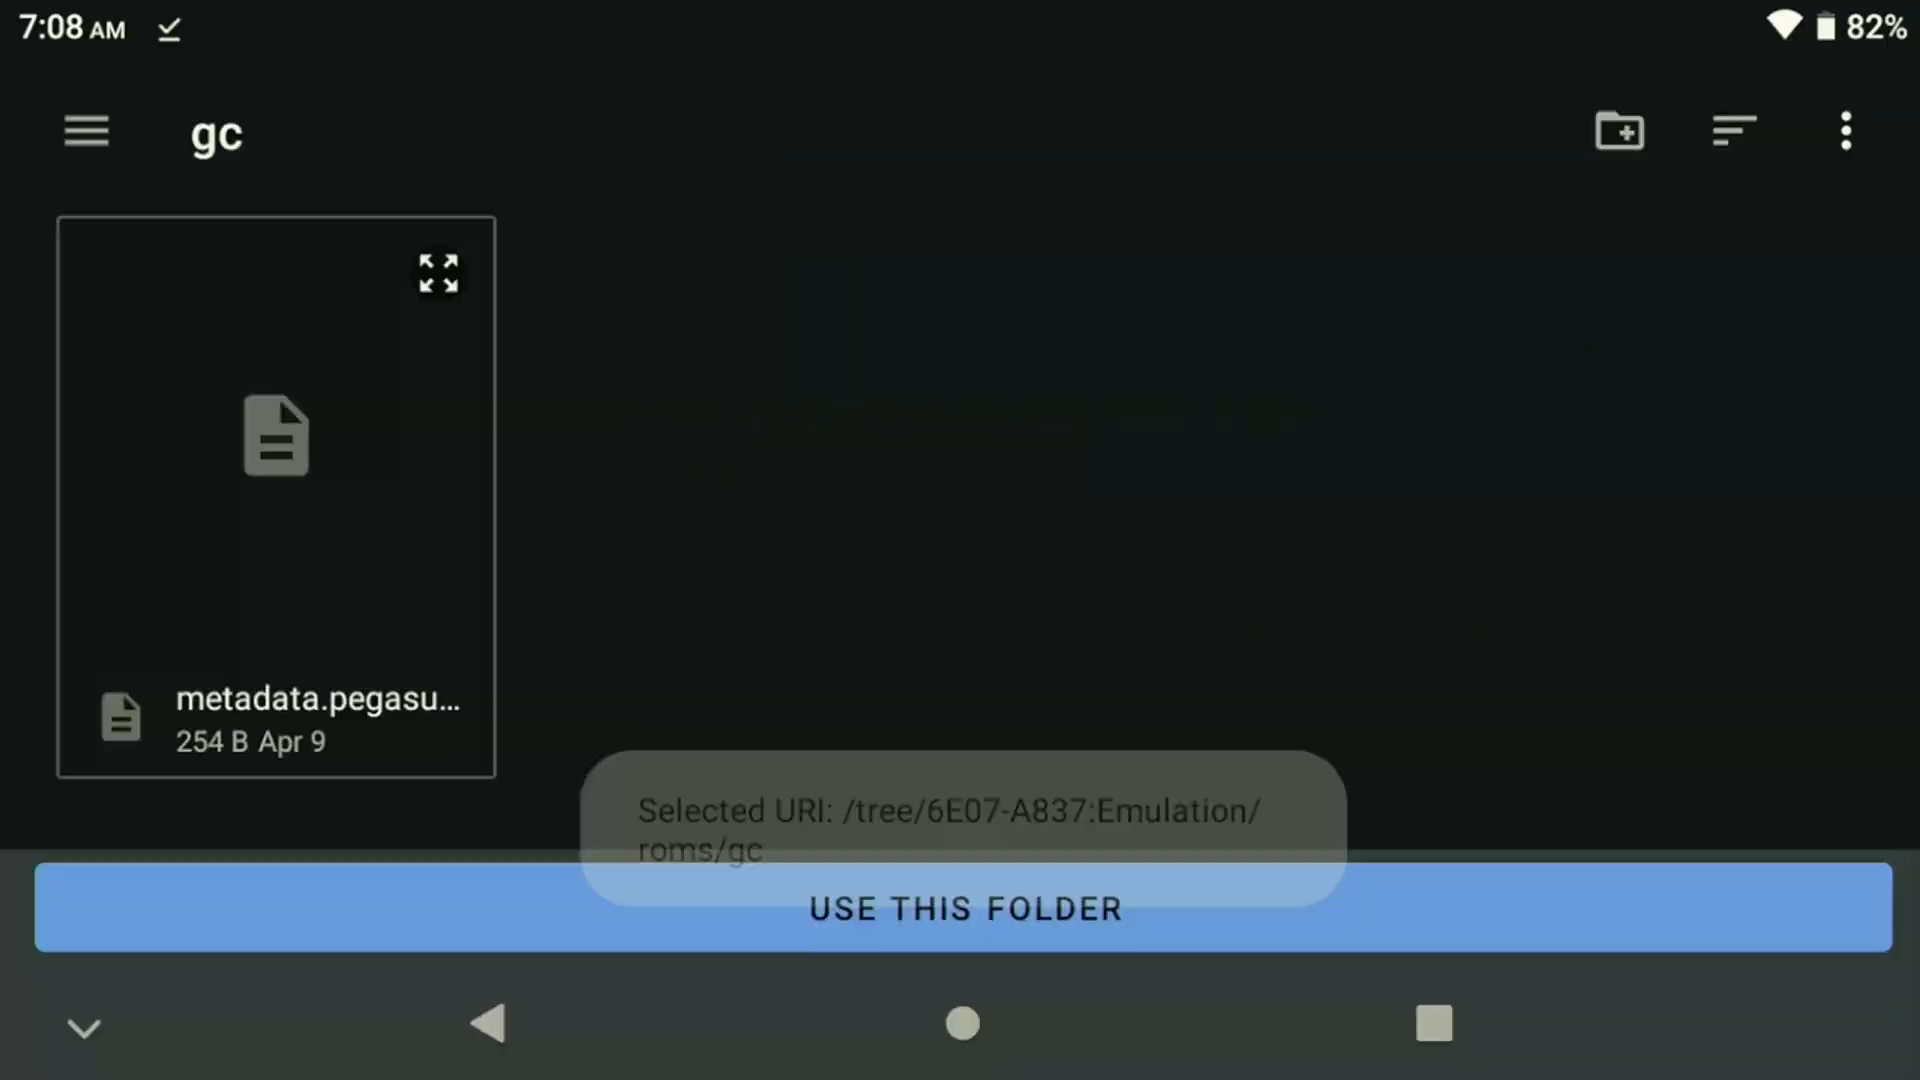 7:08 AM
82%
gc
metadata.pegasu...
254 B Apr 9
Selected URI: /tree/6E07-A837:Emulation/
roms/gc
USE THIS FOLDER